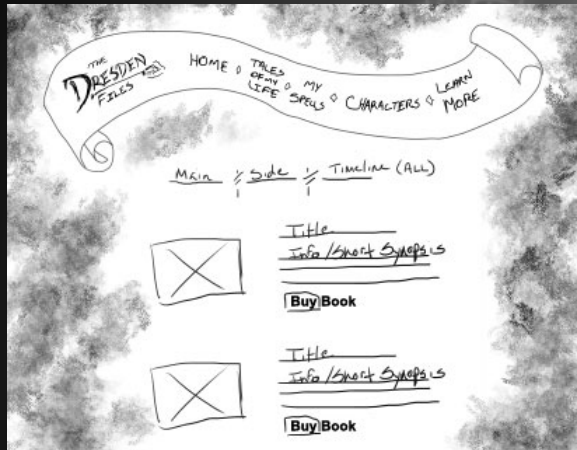 THE
DRESDEN
FILES
HOME ◇ TALES OF MY LIFE ◇ MY SPELLS ◇ CHARACTERS ◇ LEARN MORE
Main // Side // Timeline (ALL)
Title
Info/Short Synopsis
Buy Book
Title
Info/Short Synopsis
Buy Book